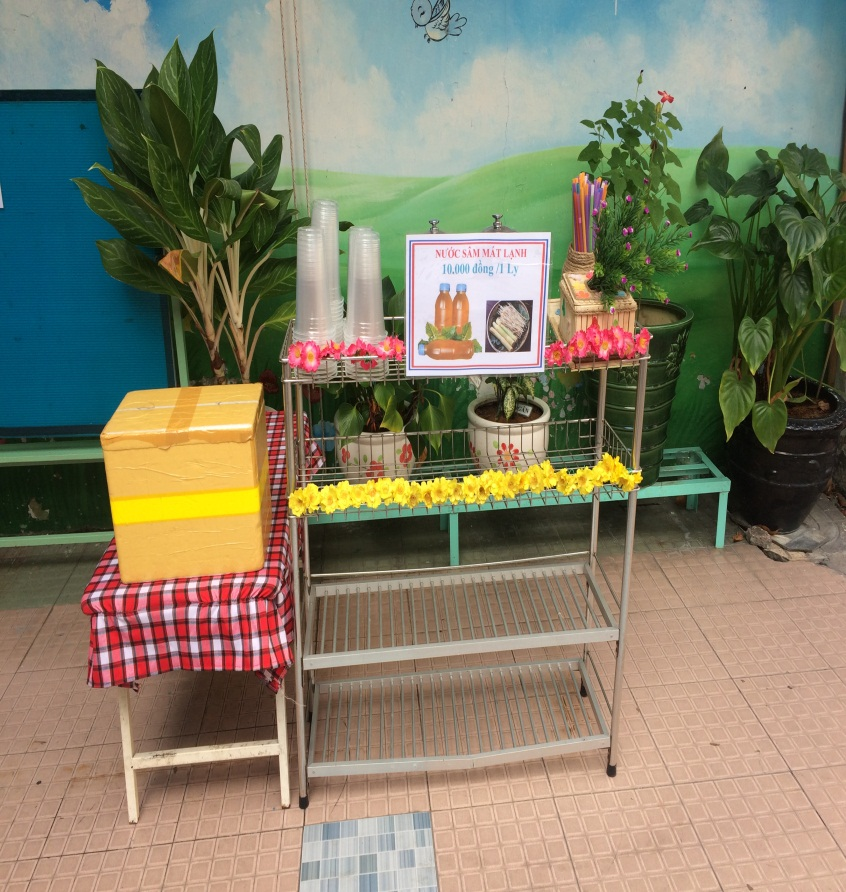 NƯỚC SÂM MÁT LẠNH
10.000 đồng /1 Ly